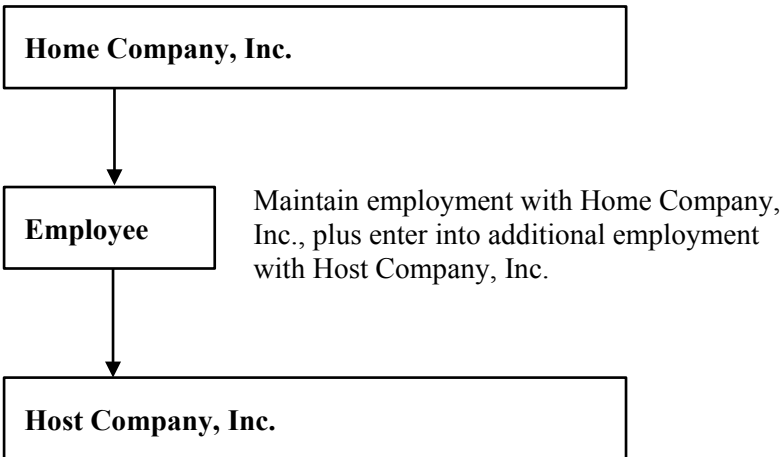 Home Company, Inc.
Employee
Maintain employment with Home Company,
Inc., plus enter into additional employment
with Host Company, Inc.
Host Company, Inc.